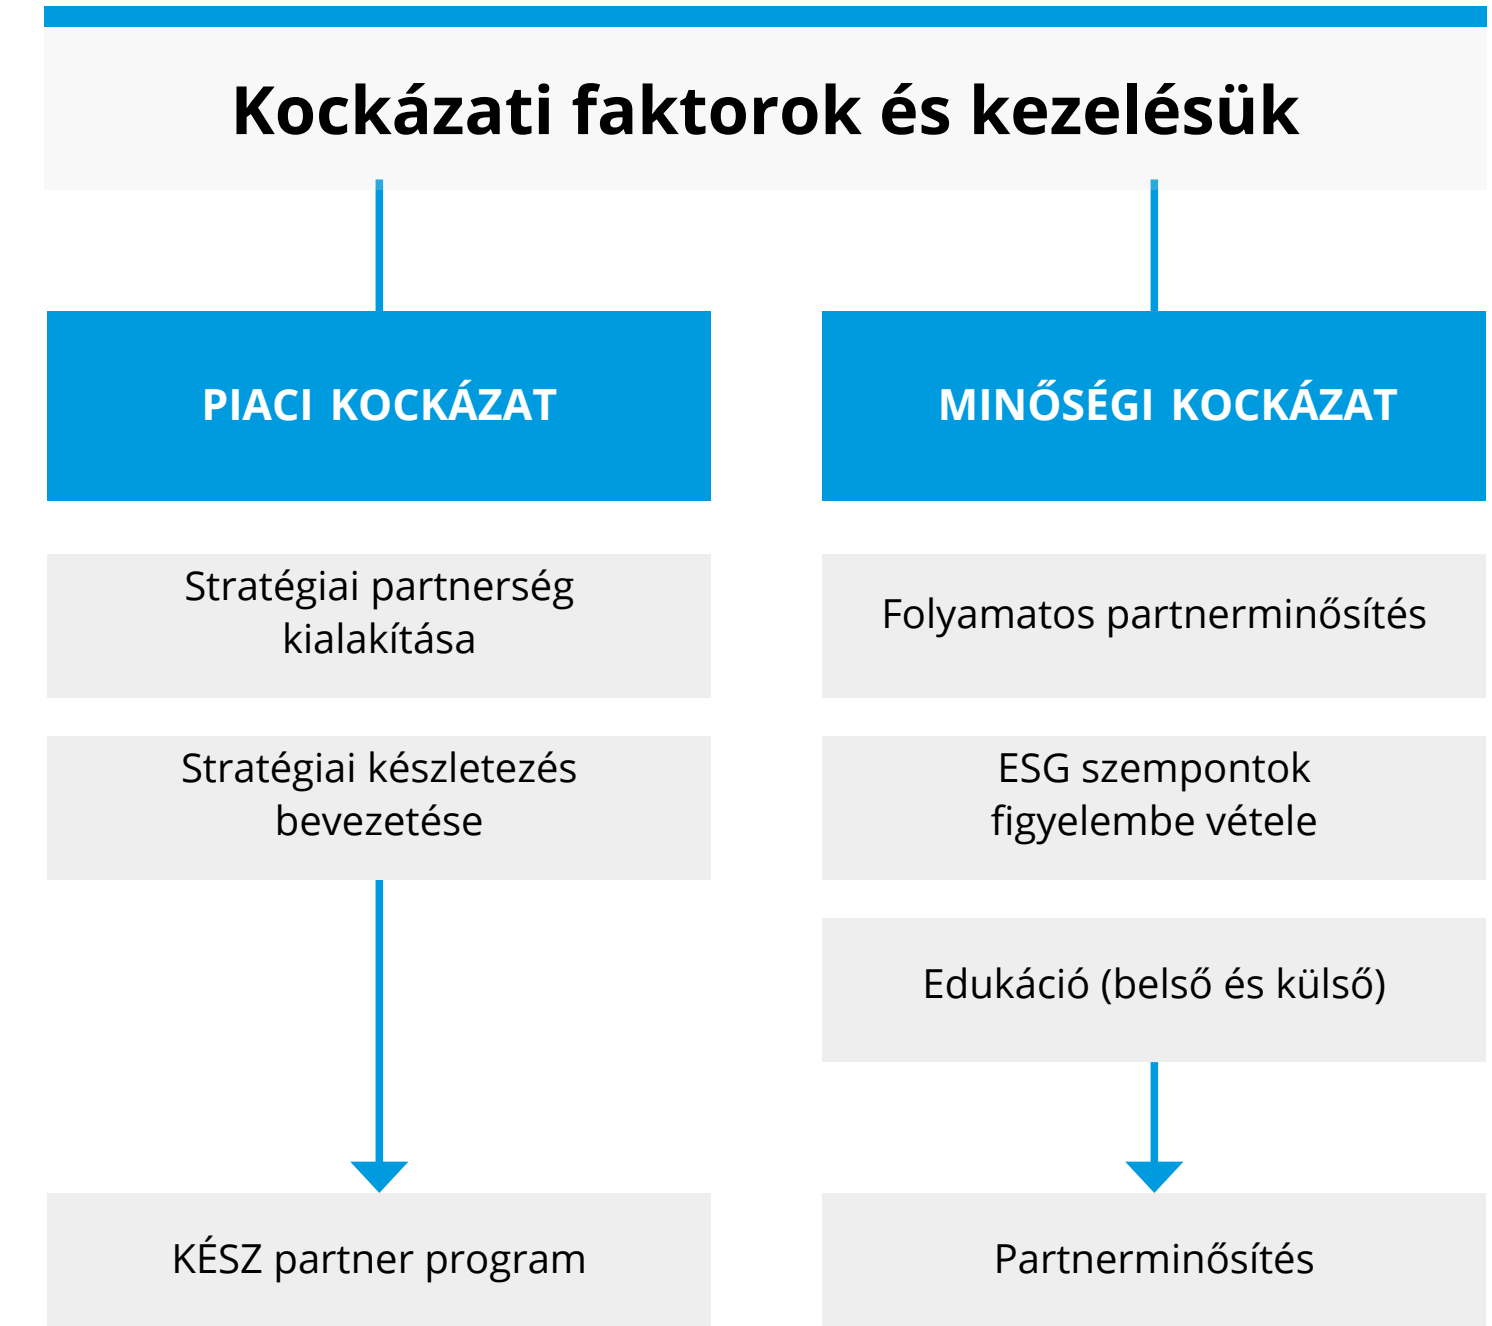 Kockázati faktorok és kezelésük
PIACI KOCKÁZAT
Stratégiai partnerség
kialakítása
Stratégiai készletezés
bevezetése
KÉSZ partner program
MINŐSÉGI KOCKÁZAT
Folyamatos partnerminősítés
ESG szempontok
figyelembe vétele
Edukáció (belső és külső)
Partnerminősítés